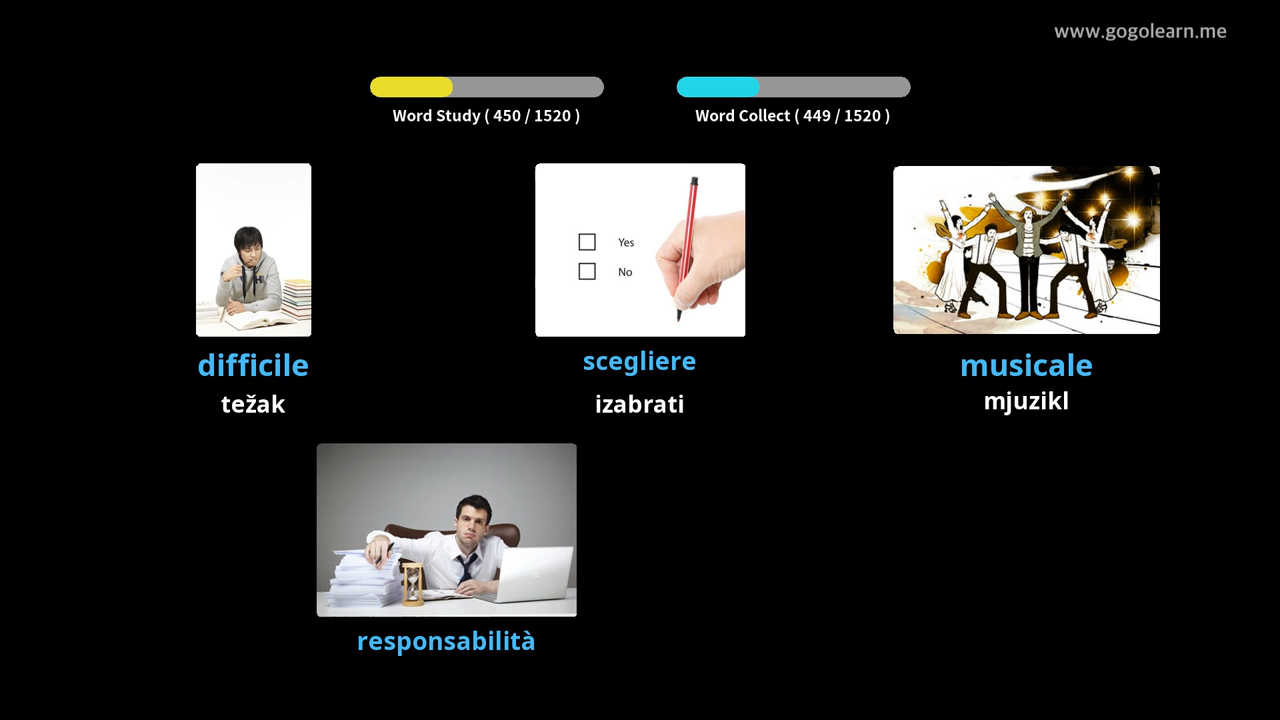 www.gogolearn.me
Word Study ( 450 / 1520 )
Word Collect ( 449 / 1520 )
Yes
No
difficile
težak
scegliere
izabrati
musicale
mjuzikl
responsabilità